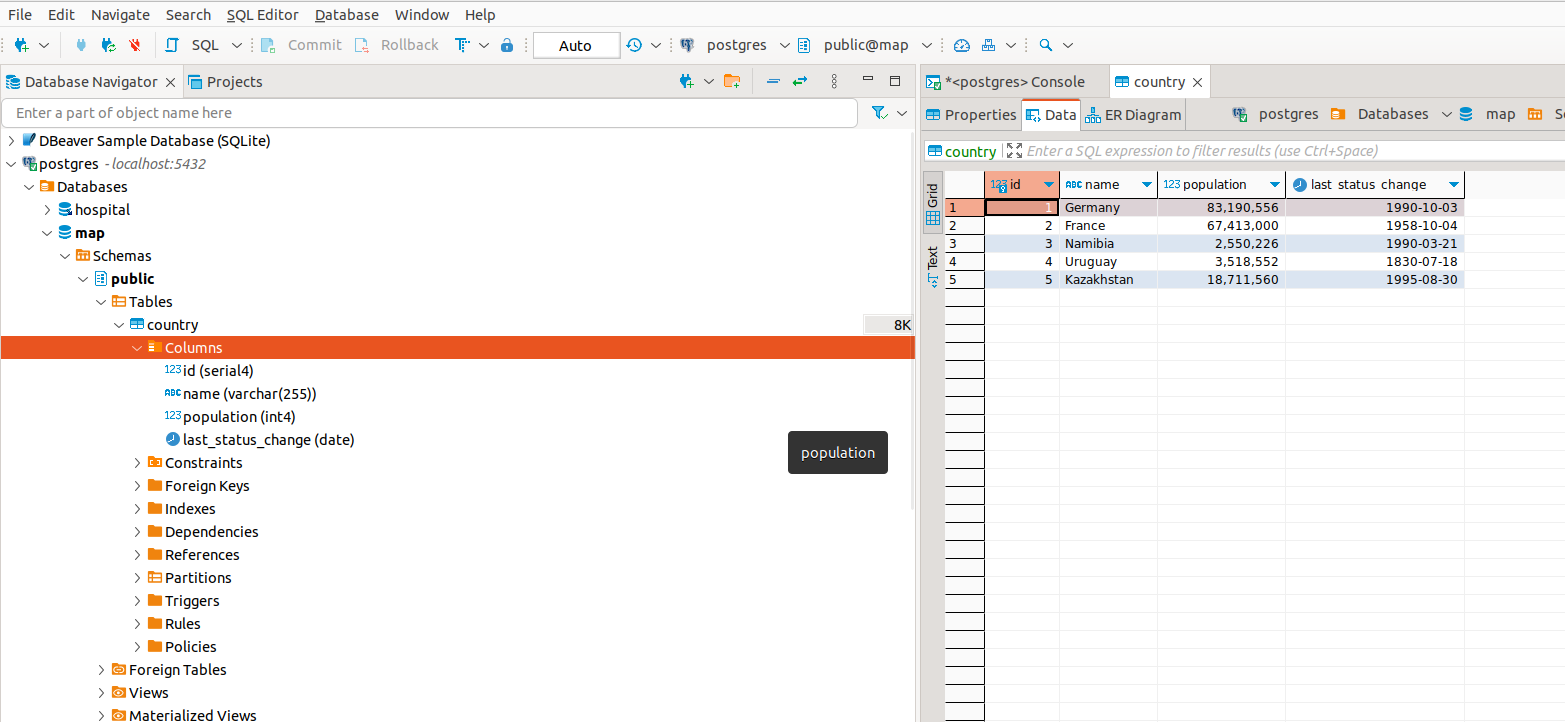 File Edit Navigate Search SQL Editor Database Window Help
SQL Commit Rollback Auto postgres public@map
Database Navigator Projects
Enter a part of object name here
DBeaver Sample Database (SQLite)
postgres - localhost:5432
Databases
hospital
map
Schemas
public
Tables
country 8K
Columns
123 id (serial4)
ABC name (varchar(255))
123 population (int4)
last_status_change (date)
Constraints
Foreign Keys
Indexes
Dependencies
References
Partitions
Triggers
Rules
Policies
Foreign Tables
Views
Materialized Views
population
*<postgres> Console country
Properties Data ER Diagram postgres Databases map
country Enter a SQL expression to filter results (use Ctrl+Space)
Grid
Text
123 id ABC name 123 population last_status_change
1 1 Germany 83,190,556 1990-10-03
2 2 France 67,413,000 1958-10-04
3 3 Namibia 2,550,226 1990-03-21
4 4 Uruguay 3,518,552 1830-07-18
5 5 Kazakhstan 18,711,560 1995-08-30